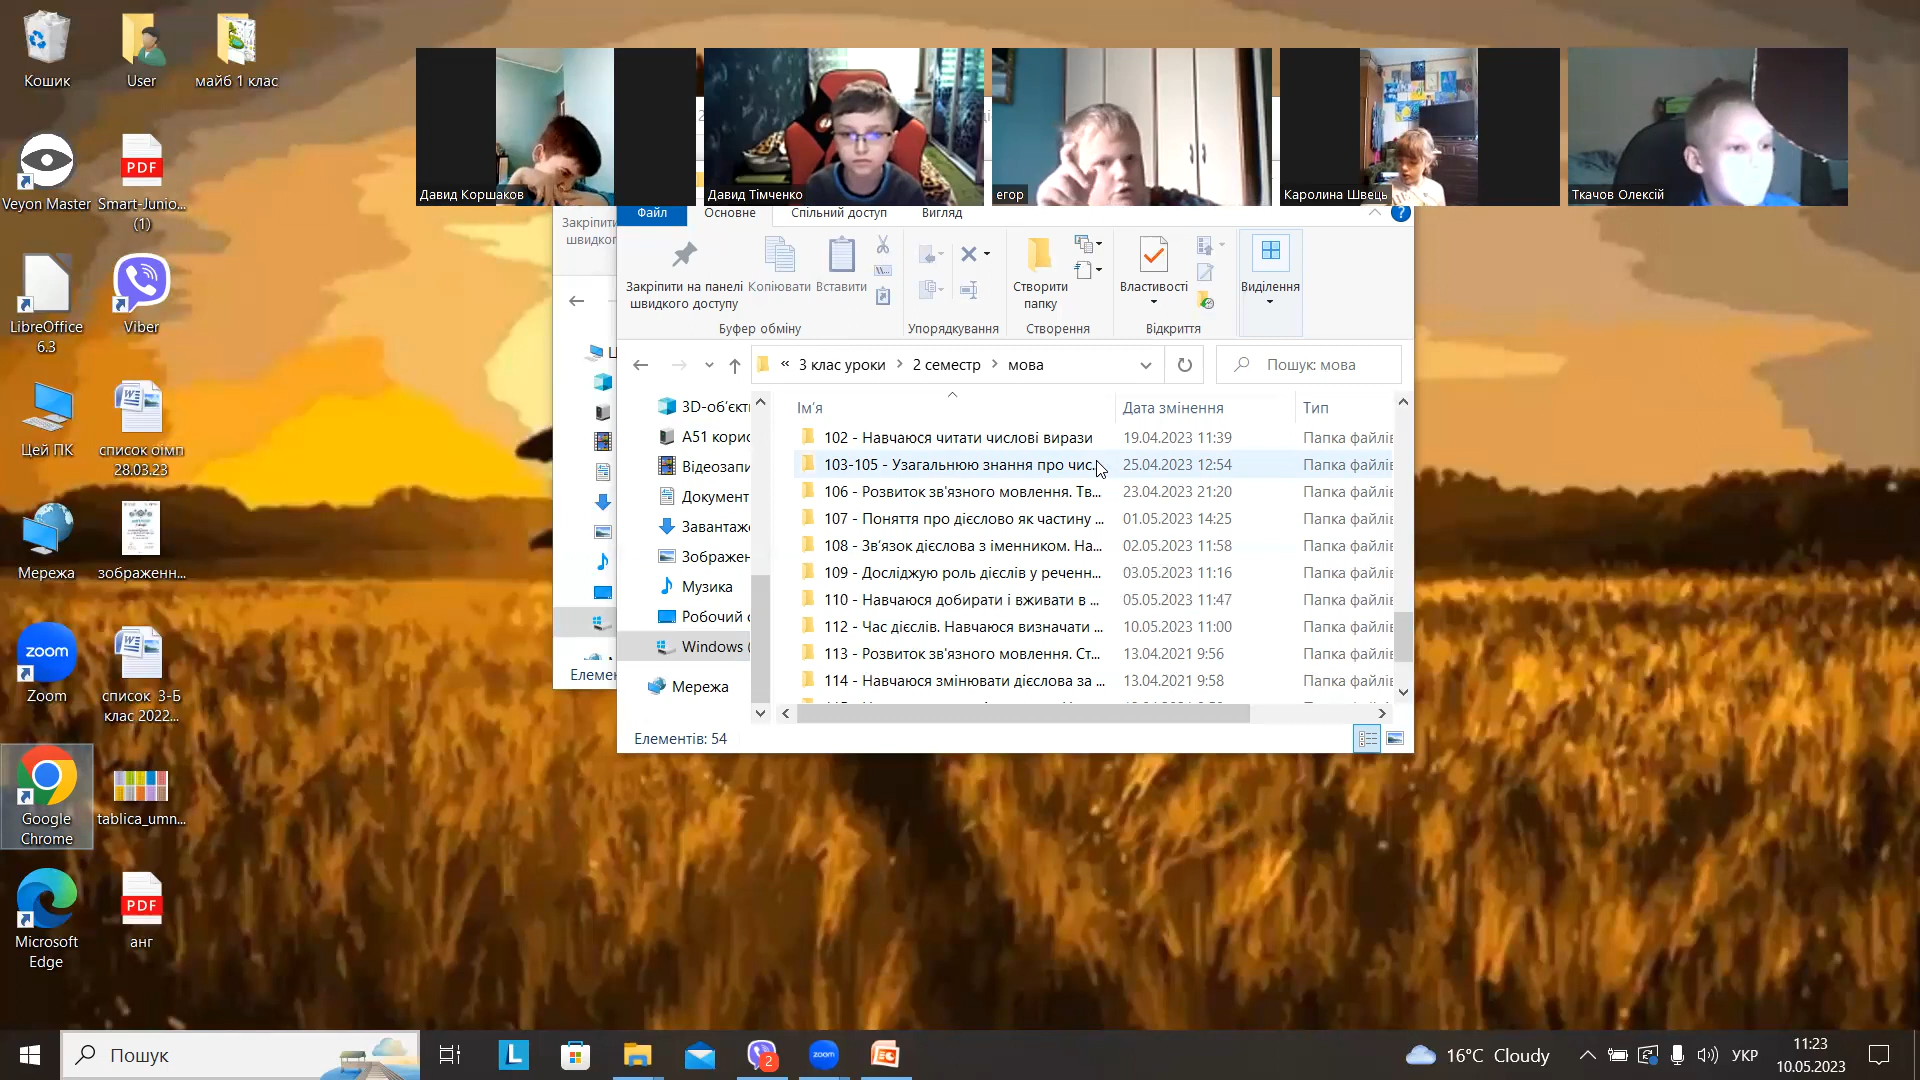 Кошик
User
майб 1 клас
Veyon Master
PDF
Smart-Junio...
(1)
LibreOffice
6.3
Viber
Цей ПК
список оімп
28.03.23
Мережа
зображенн...
zoom
Zoom
список 3-Б
клас 2022...
Google
Chrome
tablica_umn...
Microsoft
Edge
PDF
анг
Давид Коршаков
Давид Тімченко
егор
Каролина Швець
Ткачов Олексій
Закріпити
швидког
Елемен
Файл
Основне
Спільний доступ
Вигляд
Закріпити на панелі
швидкого доступу
Копіювати
Вставити
Буфер обміну
Упорядкування
Створити
папку
Створення
Властивості
Відкриття
Виділення
« 3 клас уроки > 2 семестр > мова
Пошук: мова
3D-об'єкти
A51 корис
Відеозапи
Документ
Завантаже
Зображен
Музика
Робочий с
Windows (
Мережа
Ім'я Дата змінення Тип
102 - Навчаюся читати числові вирази 19.04.2023 11:39 Папка файлів
103-105 - Узагальнюю знання про чис... 25.04.2023 12:54 Папка файлів
106 - Розвиток зв'язного мовлення. Тв... 23.04.2023 21:20 Папка файлів
107 - Поняття про дієслово як частину ... 01.05.2023 14:25 Папка файлів
108 - Зв'язок дієслова з іменником. На... 02.05.2023 11:58 Папка файлів
109 - Досліджую роль дієслів у реченн... 03.05.2023 11:16 Папка файлів
110 - Навчаюся добирати і вживати в ... 05.05.2023 11:47 Папка файлів
112 - Час дієслів. Навчаюся визначати ... 10.05.2023 11:00 Папка файлів
113 - Розвиток зв'язного мовлення. Ст... 13.04.2021 9:56 Папка файлів
114 - Навчаюся змінювати дієслова за ... 13.04.2021 9:58 Папка файлів
Елементів: 54
Пошук
L
2
zoom
16°C Cloudy
УКР
11:23
10.05.2023